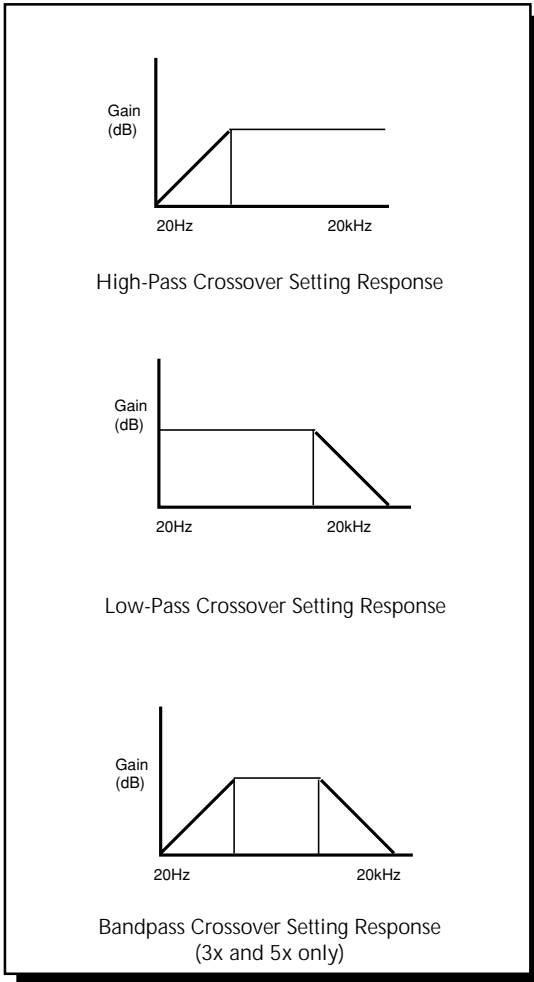 Gain
(dB)
20Hz 20kHz
High-Pass Crossover Setting Response
Gain
(dB)
20Hz 20kHz
Low-Pass Crossover Setting Response
Gain
(dB)
20Hz 20kHz
Bandpass Crossover Setting Response
(3x and 5x only)